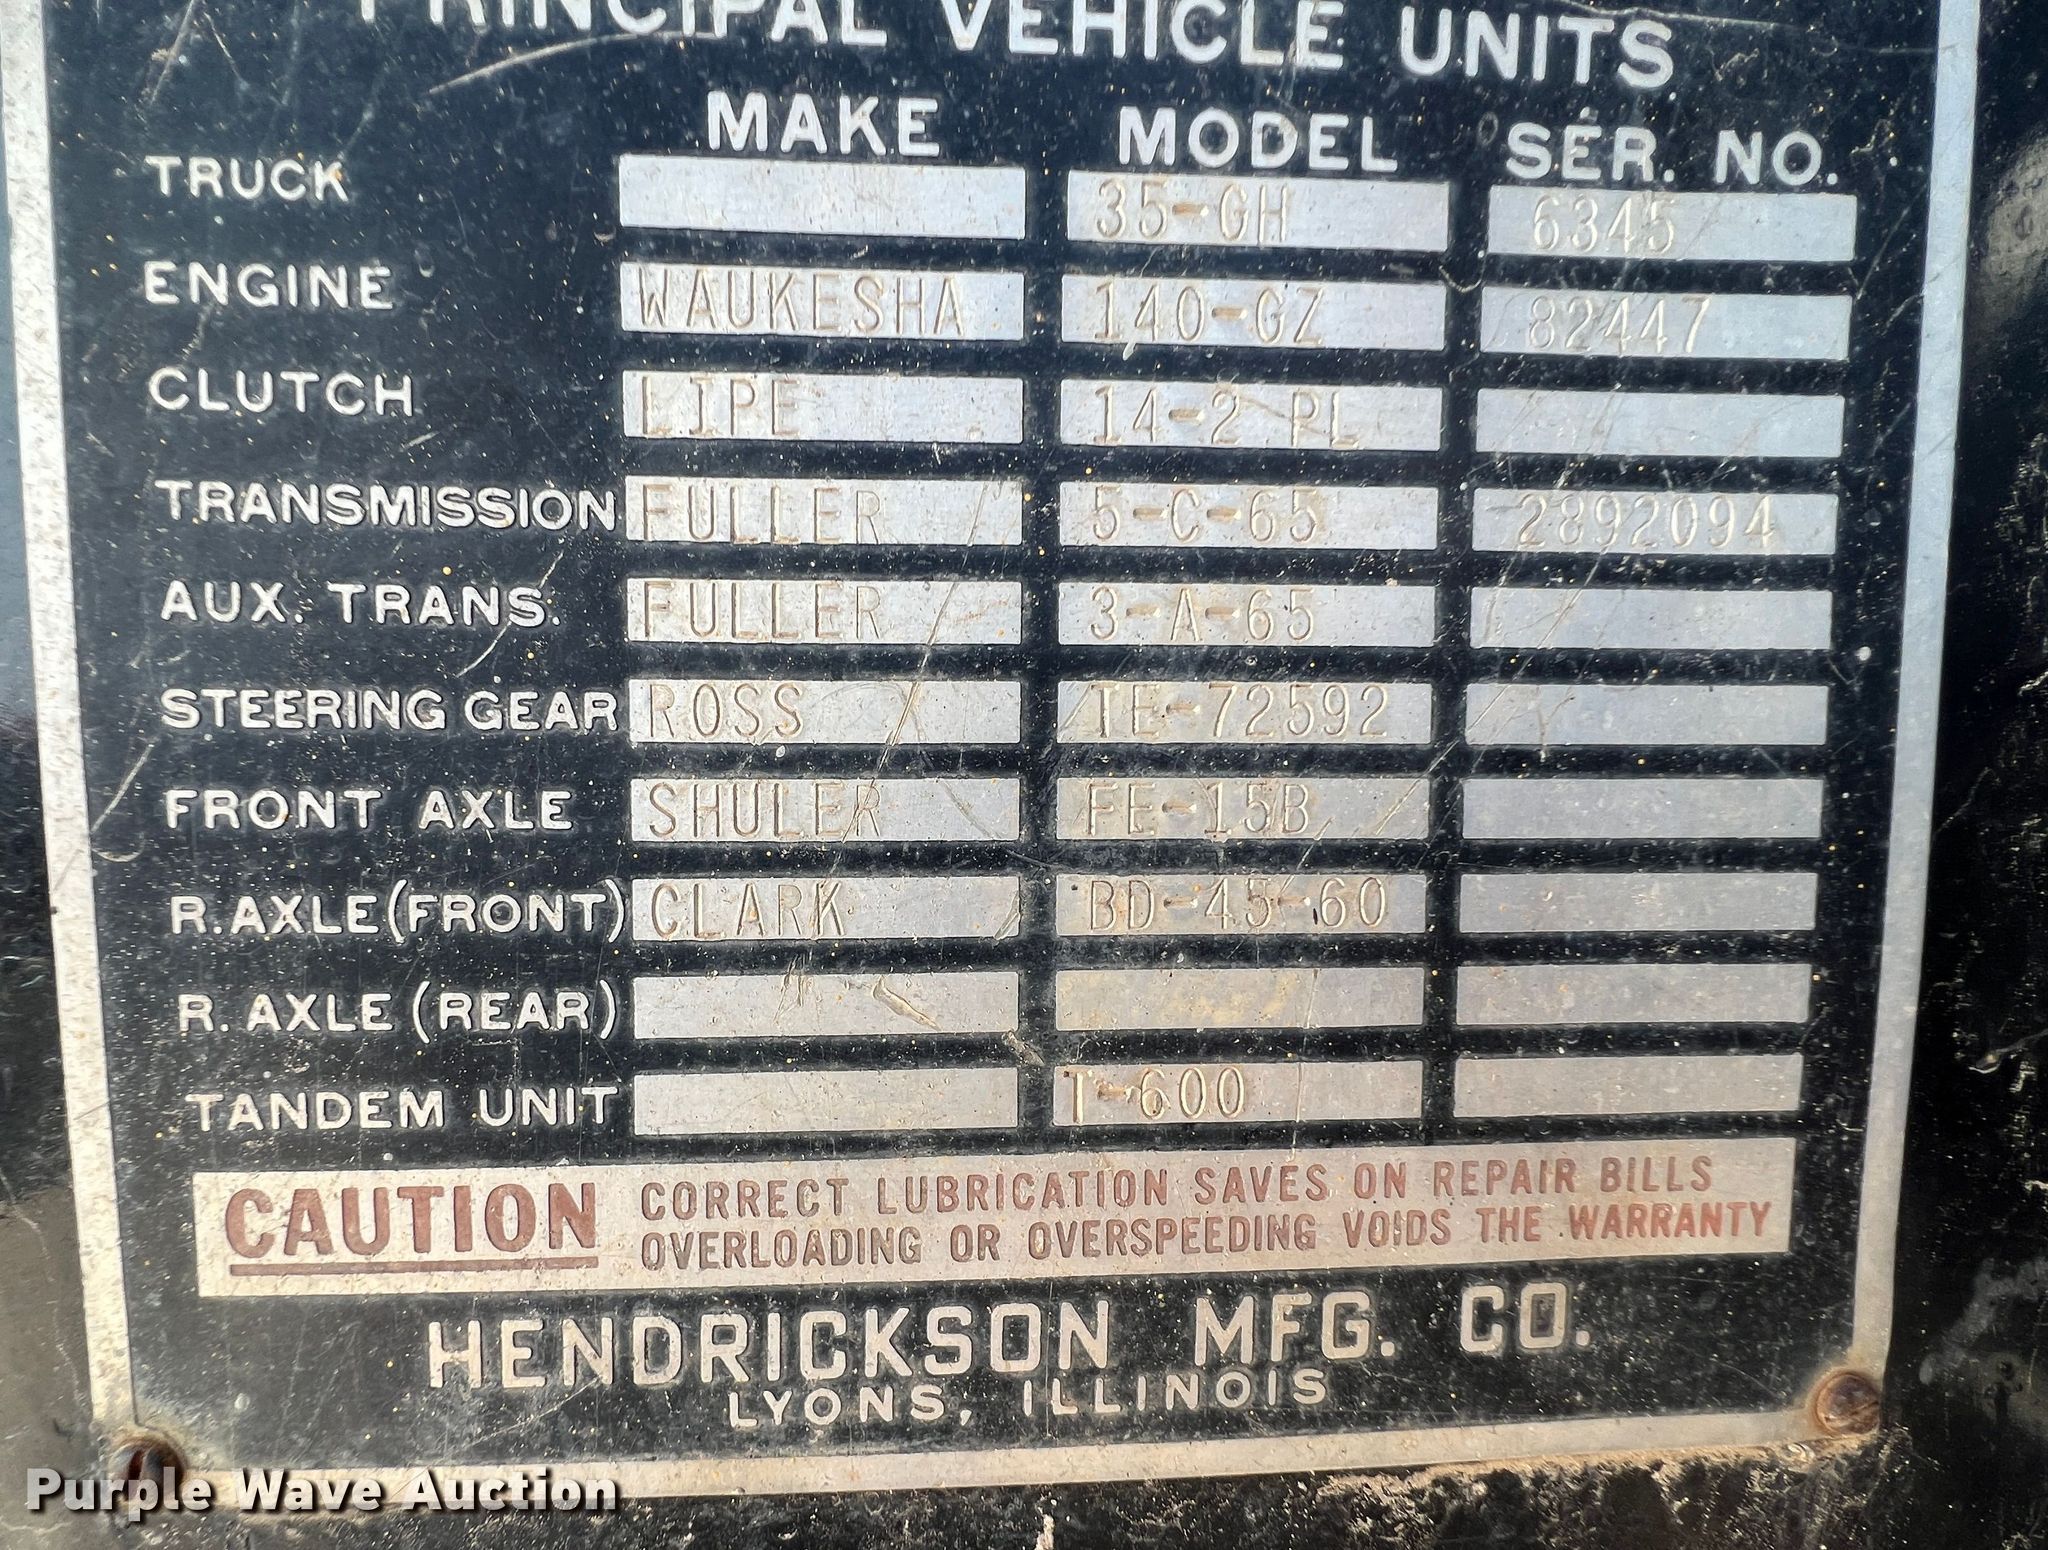 PRINCIPAL VEHICLE UNITS
MAKE MODEL SER. NO.
TRUCK 35-GH 6345
ENGINE WAUKESHA 140-GZ 82447
CLUTCH LIPE 14-2 PL
TRANSMISSION FULLER 5-C-65 2892094
AUX. TRANS. FULLER 3-A-65
STEERING GEAR ROSS TE-72592
FRONT AXLE SHULER FE-15B
R. AXLE (FRONT) CLARK BD-45-60
R. AXLE (REAR)
TANDEM UNIT T-600
CAUTION CORRECT LUBRICATION SAVES ON REPAIR BILLS
OVERLOADING OR OVERSPEEDING VOIDS THE WARRANTY
HENDRICKSON MFG. CO.
LYONS, ILLINOIS
Purple Wave Auction